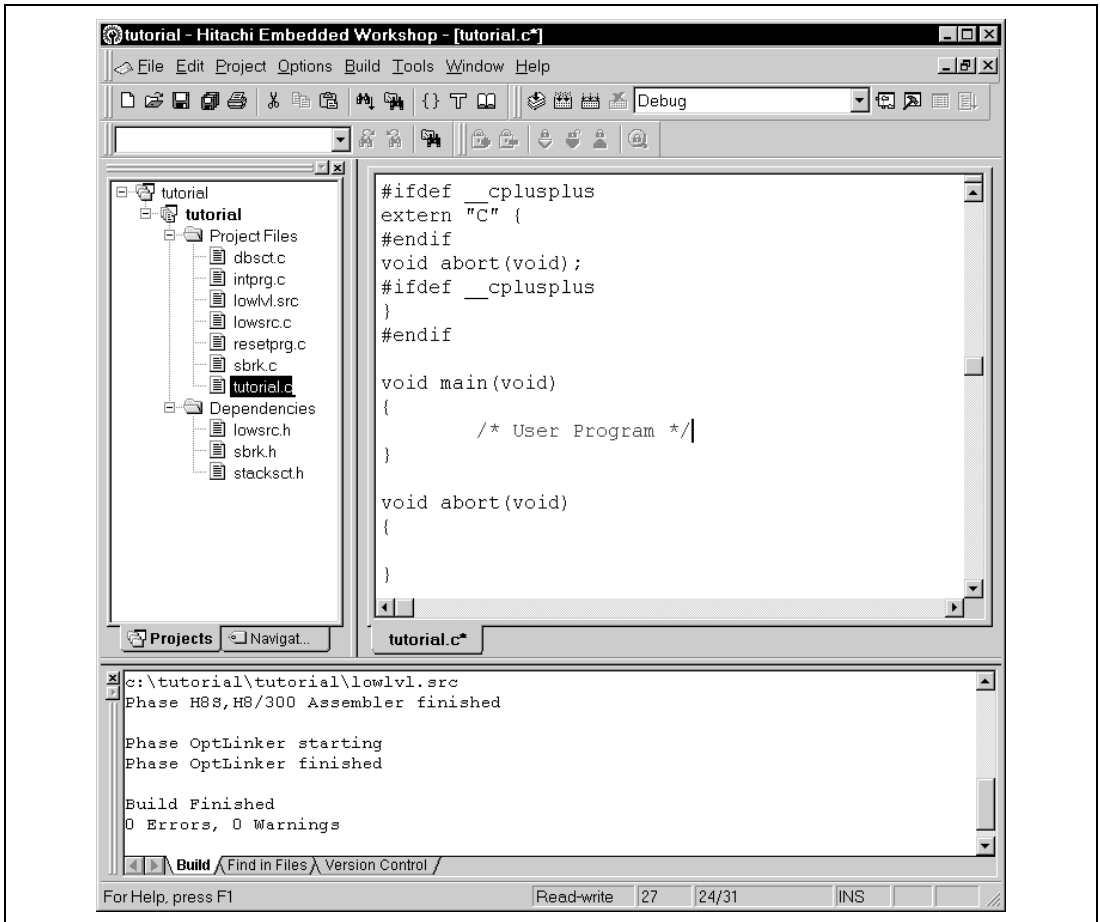 tutorial - Hitachi Embedded Workshop - [tutorial.c*]
File Edit Project Options Build Tools Window Help
Debug
tutorial
tutorial
Project Files
dbsct.c
intprg.c
lowlvl.src
lowsrc.c
resetprg.c
sbrk.c
tutorial.c
Dependencies
lowsrc.h
sbrk.h
stacksct.h
Projects Navigat...
#ifdef __cplusplus
extern "C" {
#endif
void abort(void);
#ifdef __cplusplus
}
#endif
void main(void)
{
/* User Program */
}
void abort(void)
{
}
tutorial.c*
c:\tutorial\tutorial\lowlvl.src
Phase H8S,H8/300 Assembler finished
Phase OptLinker starting
Phase OptLinker finished
Build Finished
0 Errors, 0 Warnings
Build Find in Files Version Control
For Help, press F1 Read-write 27 24/31 INS